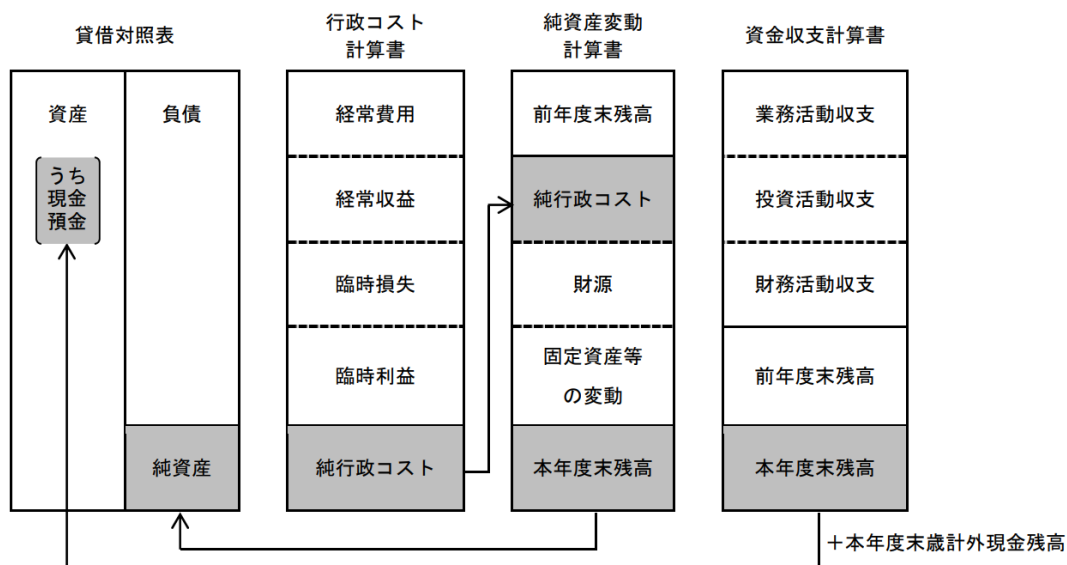 貸借対照表
資産
うち
現金
預金
負債
純資産
行政コスト
計算書
経常費用
経常収益
臨時損失
臨時利益
純行政コスト
純資産変動
計算書
前年度末残高
純行政コスト
財源
固定資産等
の変動
本年度末残高
資金収支計算書
業務活動収支
投資活動収支
財務活動収支
前年度末残高
本年度末残高
＋本年度末歳計外現金残高